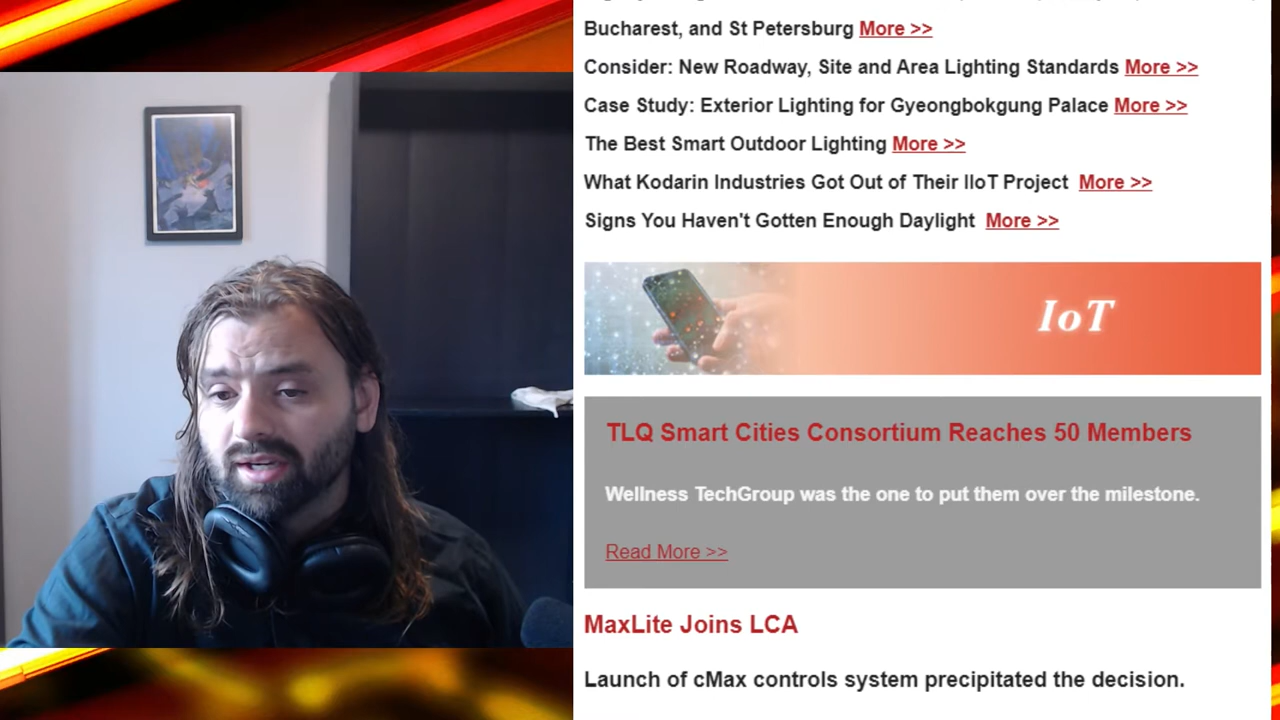 Bucharest, and St Petersburg More >>
Consider: New Roadway, Site and Area Lighting Standards More >>
Case Study: Exterior Lighting for Gyeongbokgung Palace More >>
The Best Smart Outdoor Lighting More >>
What Kodarin Industries Got Out of Their IIoT Project More >>
Signs You Haven't Gotten Enough Daylight More >>
IoT
TLQ Smart Cities Consortium Reaches 50 Members
Wellness TechGroup was the one to put them over the milestone.
Read More >>
MaxLite Joins LCA
Launch of cMax controls system precipitated the decision.